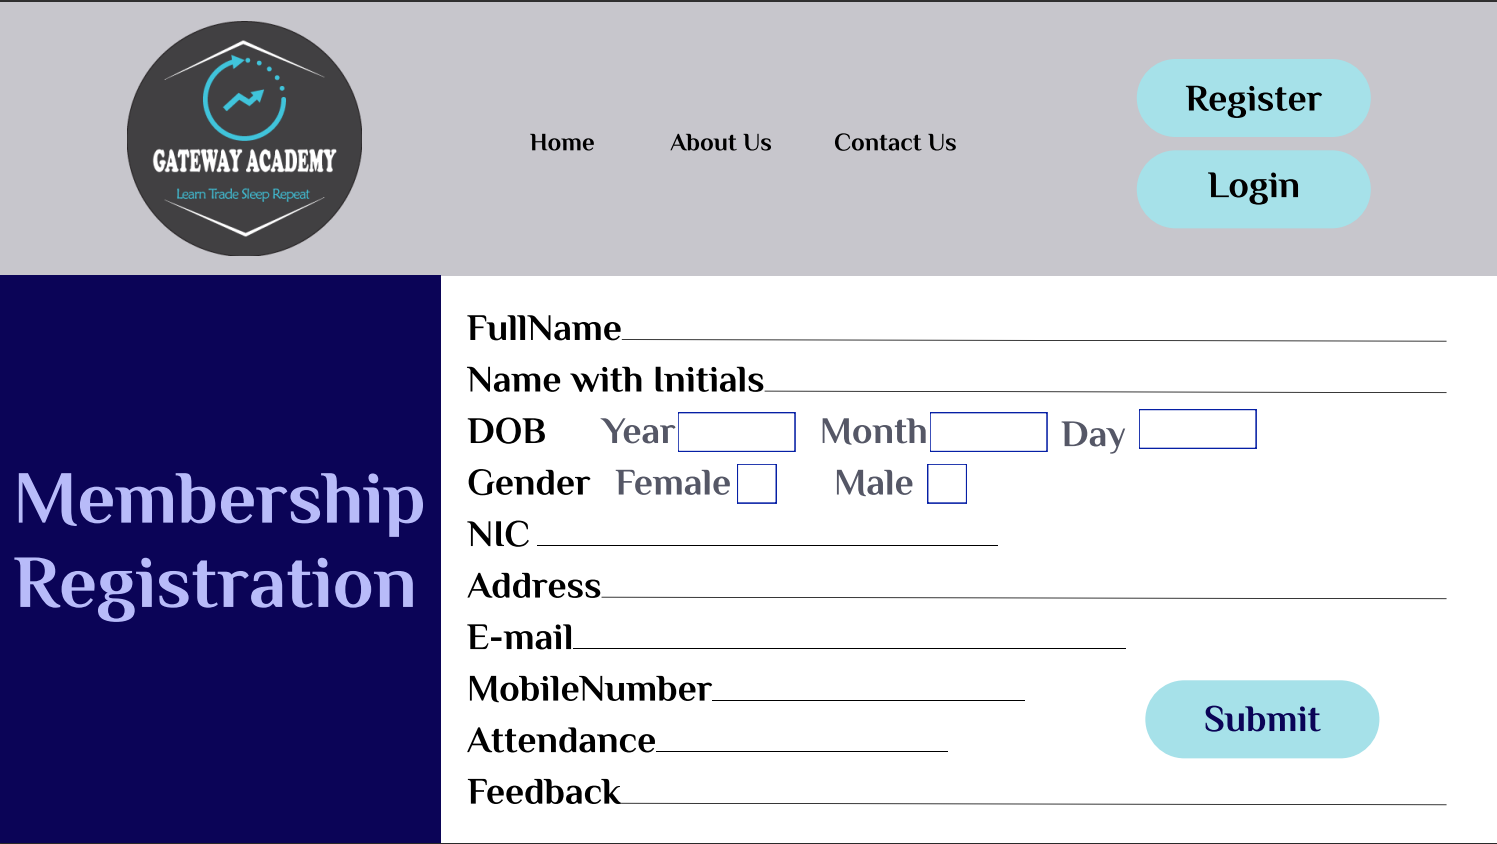 GATEWAY ACADEMY
Learn Trade Sleep Repeat
Home About Us Contact Us
Register
Login
Membership
Registration
FullName
Name with Initials
DOB Year Month Day
Gender Female Male
NIC
Address
E-mail
MobileNumber
Attendance
Feedback
Submit